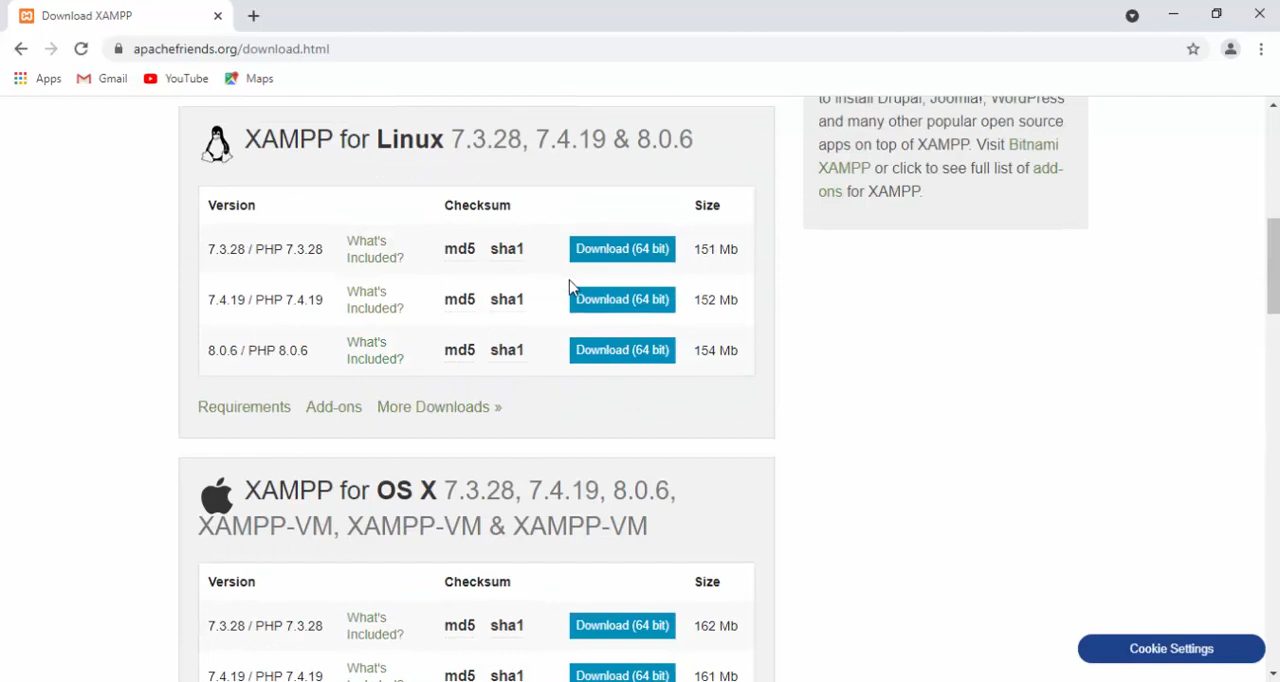 Download XAMPP
apachefriends.org/download.html
Apps Gmail YouTube Maps
XAMPP for Linux 7.3.28, 7.4.19 & 8.0.6
Version Checksum Size
7.3.28 / PHP 7.3.28 What's Included? md5 sha1 Download (64 bit) 151 Mb
7.4.19 / PHP 7.4.19 What's Included? md5 sha1 Download (64 bit) 152 Mb
8.0.6 / PHP 8.0.6 What's Included? md5 sha1 Download (64 bit) 154 Mb
Requirements Add-ons More Downloads »
XAMPP for OS X 7.3.28, 7.4.19, 8.0.6,
XAMPP-VM, XAMPP-VM & XAMPP-VM
Version Checksum Size
7.3.28 / PHP 7.3.28 What's Included? md5 sha1 Download (64 bit) 162 Mb
7.4.19 / PHP 7.4.19 What's md5 sha1 Download (64 bit) 161 Mb
to install Drupal, Joomla!, WordPress
and many other popular open source
apps on top of XAMPP. Visit Bitnami
XAMPP or click to see full list of add-
ons for XAMPP.
Cookie Settings